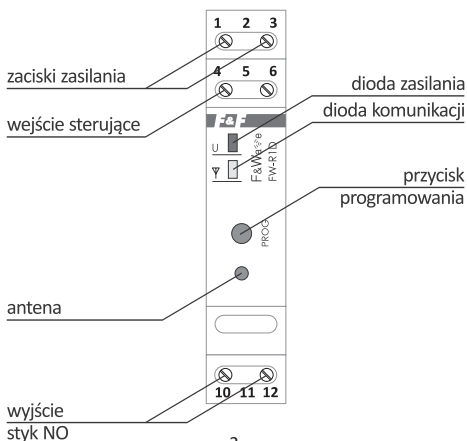 1 2 3
zaciski zasilania
4 5 6
dioda zasilania
wejście sterujące
dioda komunikacji
F&F
U
F&Wave
FW-R1D
przycisk
programowania
PROG
antena
10 11 12
wyjście
styk NO